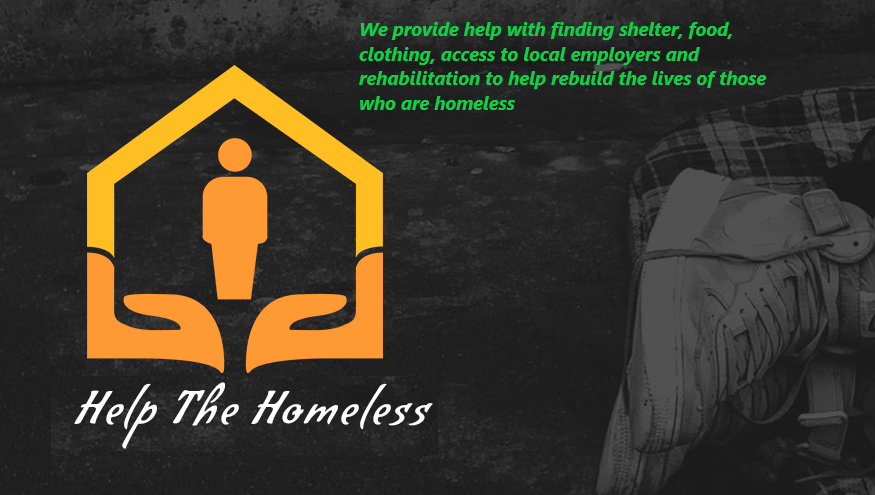 We provide help with finding shelter, food,
clothing, access to local employers and
rehabilitation to help rebuild the lives of those
who are homeless
Help The Homeless